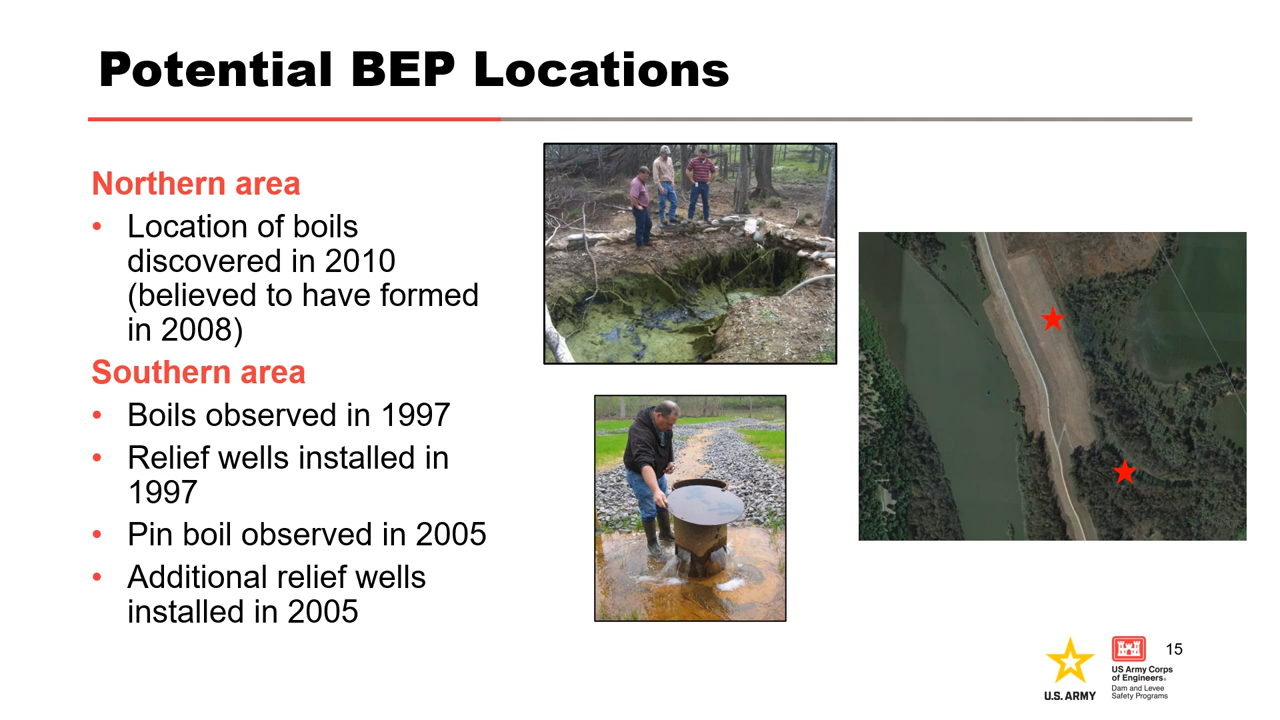 Potential BEP Locations
Northern area
• Location of boils
discovered in 2010
(believed to have formed
in 2008)
Southern area
• Boils observed in 1997
• Relief wells installed in
1997
• Pin boil observed in 2005
• Additional relief wells
installed in 2005
15
U.S. ARMY
US Army Corps
of Engineers®
Dam and Levee
Safety Programs